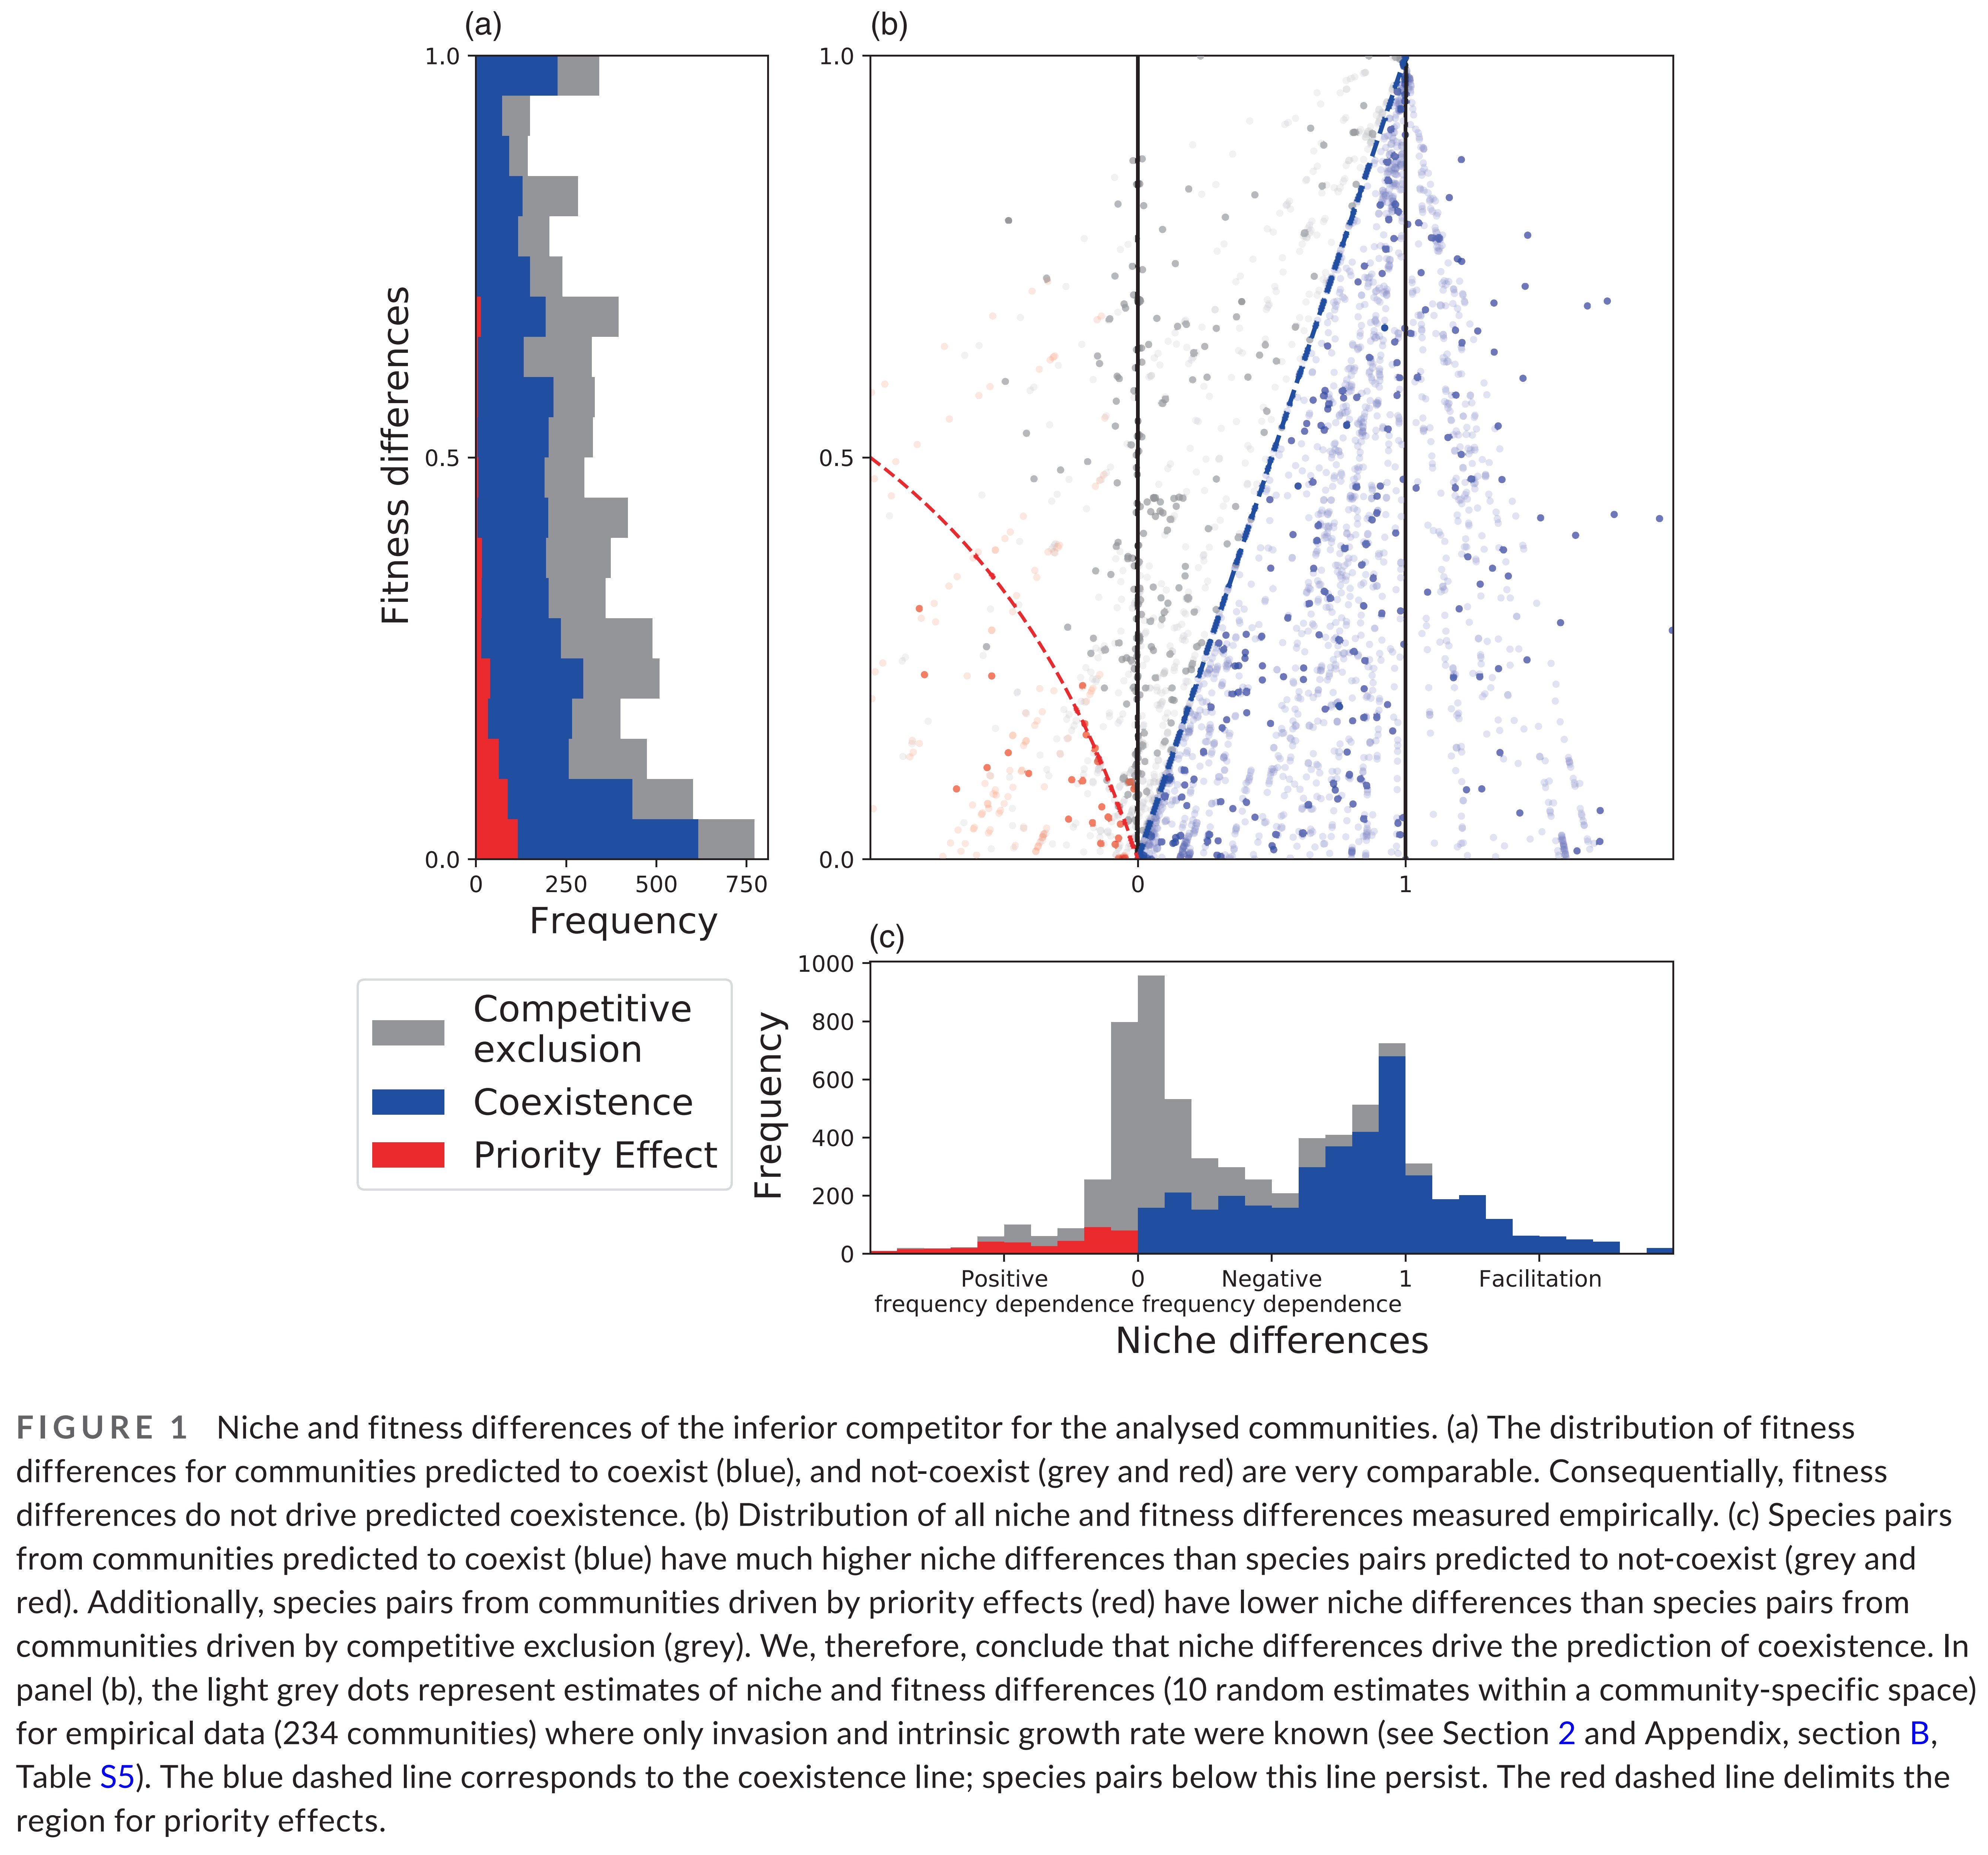 (a)
(b)
1.0
0.5
0.0
Fitness differences
0
250
500
750
Frequency
1.0
0.5
0.0
0
1
(c)
Competitive
exclusion
Coexistence
Priority Effect
1000
800
600
400
200
0
Frequency
Positive
frequency dependence
0
Negative
frequency dependence
1
Facilitation
Niche differences
FIGURE 1 Niche and fitness differences of the inferior competitor for the analysed communities. (a) The distribution of fitness
differences for communities predicted to coexist (blue), and not-coexist (grey and red) are very comparable. Consequentially, fitness
differences do not drive predicted coexistence. (b) Distribution of all niche and fitness differences measured empirically. (c) Species pairs
from communities predicted to coexist (blue) have much higher niche differences than species pairs predicted to not-coexist (grey and
red). Additionally, species pairs from communities driven by priority effects (red) have lower niche differences than species pairs from
communities driven by competitive exclusion (grey). We, therefore, conclude that niche differences drive the prediction of coexistence. In
panel (b), the light grey dots represent estimates of niche and fitness differences (10 random estimates within a community-specific space)
for empirical data (234 communities) where only invasion and intrinsic growth rate were known (see Section 2 and Appendix, section B,
Table S5). The blue dashed line corresponds to the coexistence line; species pairs below this line persist. The red dashed line delimits the
region for priority effects.